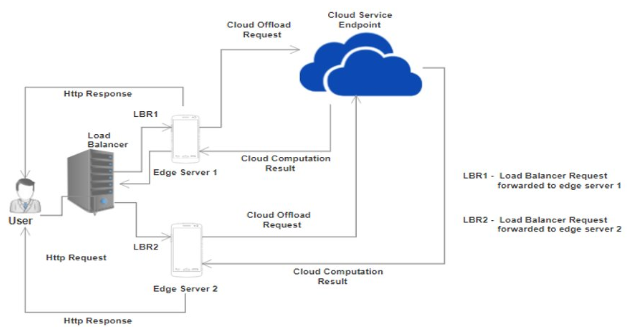 Cloud Service
Endpoint
Cloud Offload
Request
Http Response
LBR1
Load
Balancer
Edge Server 1
Cloud Computation
Result
LBR1 - Load Balancer Request
forwarded to edge server 1
User
Cloud Offload
Request
LBR2 - Load Balancer Request
forwarded to edge server 2
LBR2
Http Request
Cloud Computation
Result
Edge Server 2
Http Response